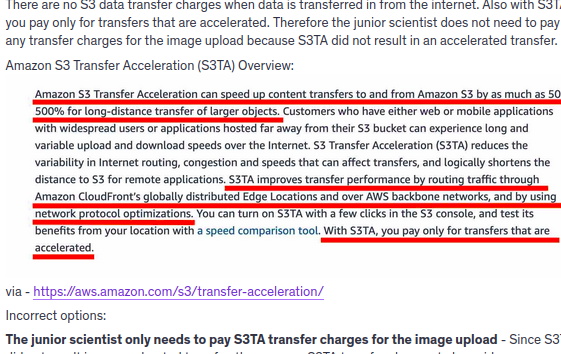 There are no S3 data transfer charges when data is transferred in from the internet. Also with S3TA
you pay only for transfers that are accelerated. Therefore the junior scientist does not need to pay
any transfer charges for the image upload because S3TA did not result in an accelerated transfer.
Amazon S3 Transfer Acceleration (S3TA) Overview:
Amazon S3 Transfer Acceleration can speed up content transfers to and from Amazon S3 by as much as 50
500% for long-distance transfer of larger objects. Customers who have either web or mobile applications
with widespread users or applications hosted far away from their S3 bucket can experience long and
variable upload and download speeds over the Internet. S3 Transfer Acceleration (S3TA) reduces the
variability in Internet routing, congestion and speeds that can affect transfers, and logically shortens the
distance to S3 for remote applications. S3TA improves transfer performance by routing traffic through
Amazon CloudFront's globally distributed Edge Locations and over AWS backbone networks, and by using
network protocol optimizations. You can turn on S3TA with a few clicks in the S3 console, and test its
benefits from your location with a speed comparison tool. With S3TA, you pay only for transfers that are
accelerated.
via - https://aws.amazon.com/s3/transfer-acceleration/
Incorrect options:
The junior scientist only needs to pay S3TA transfer charges for the image upload - Since S3